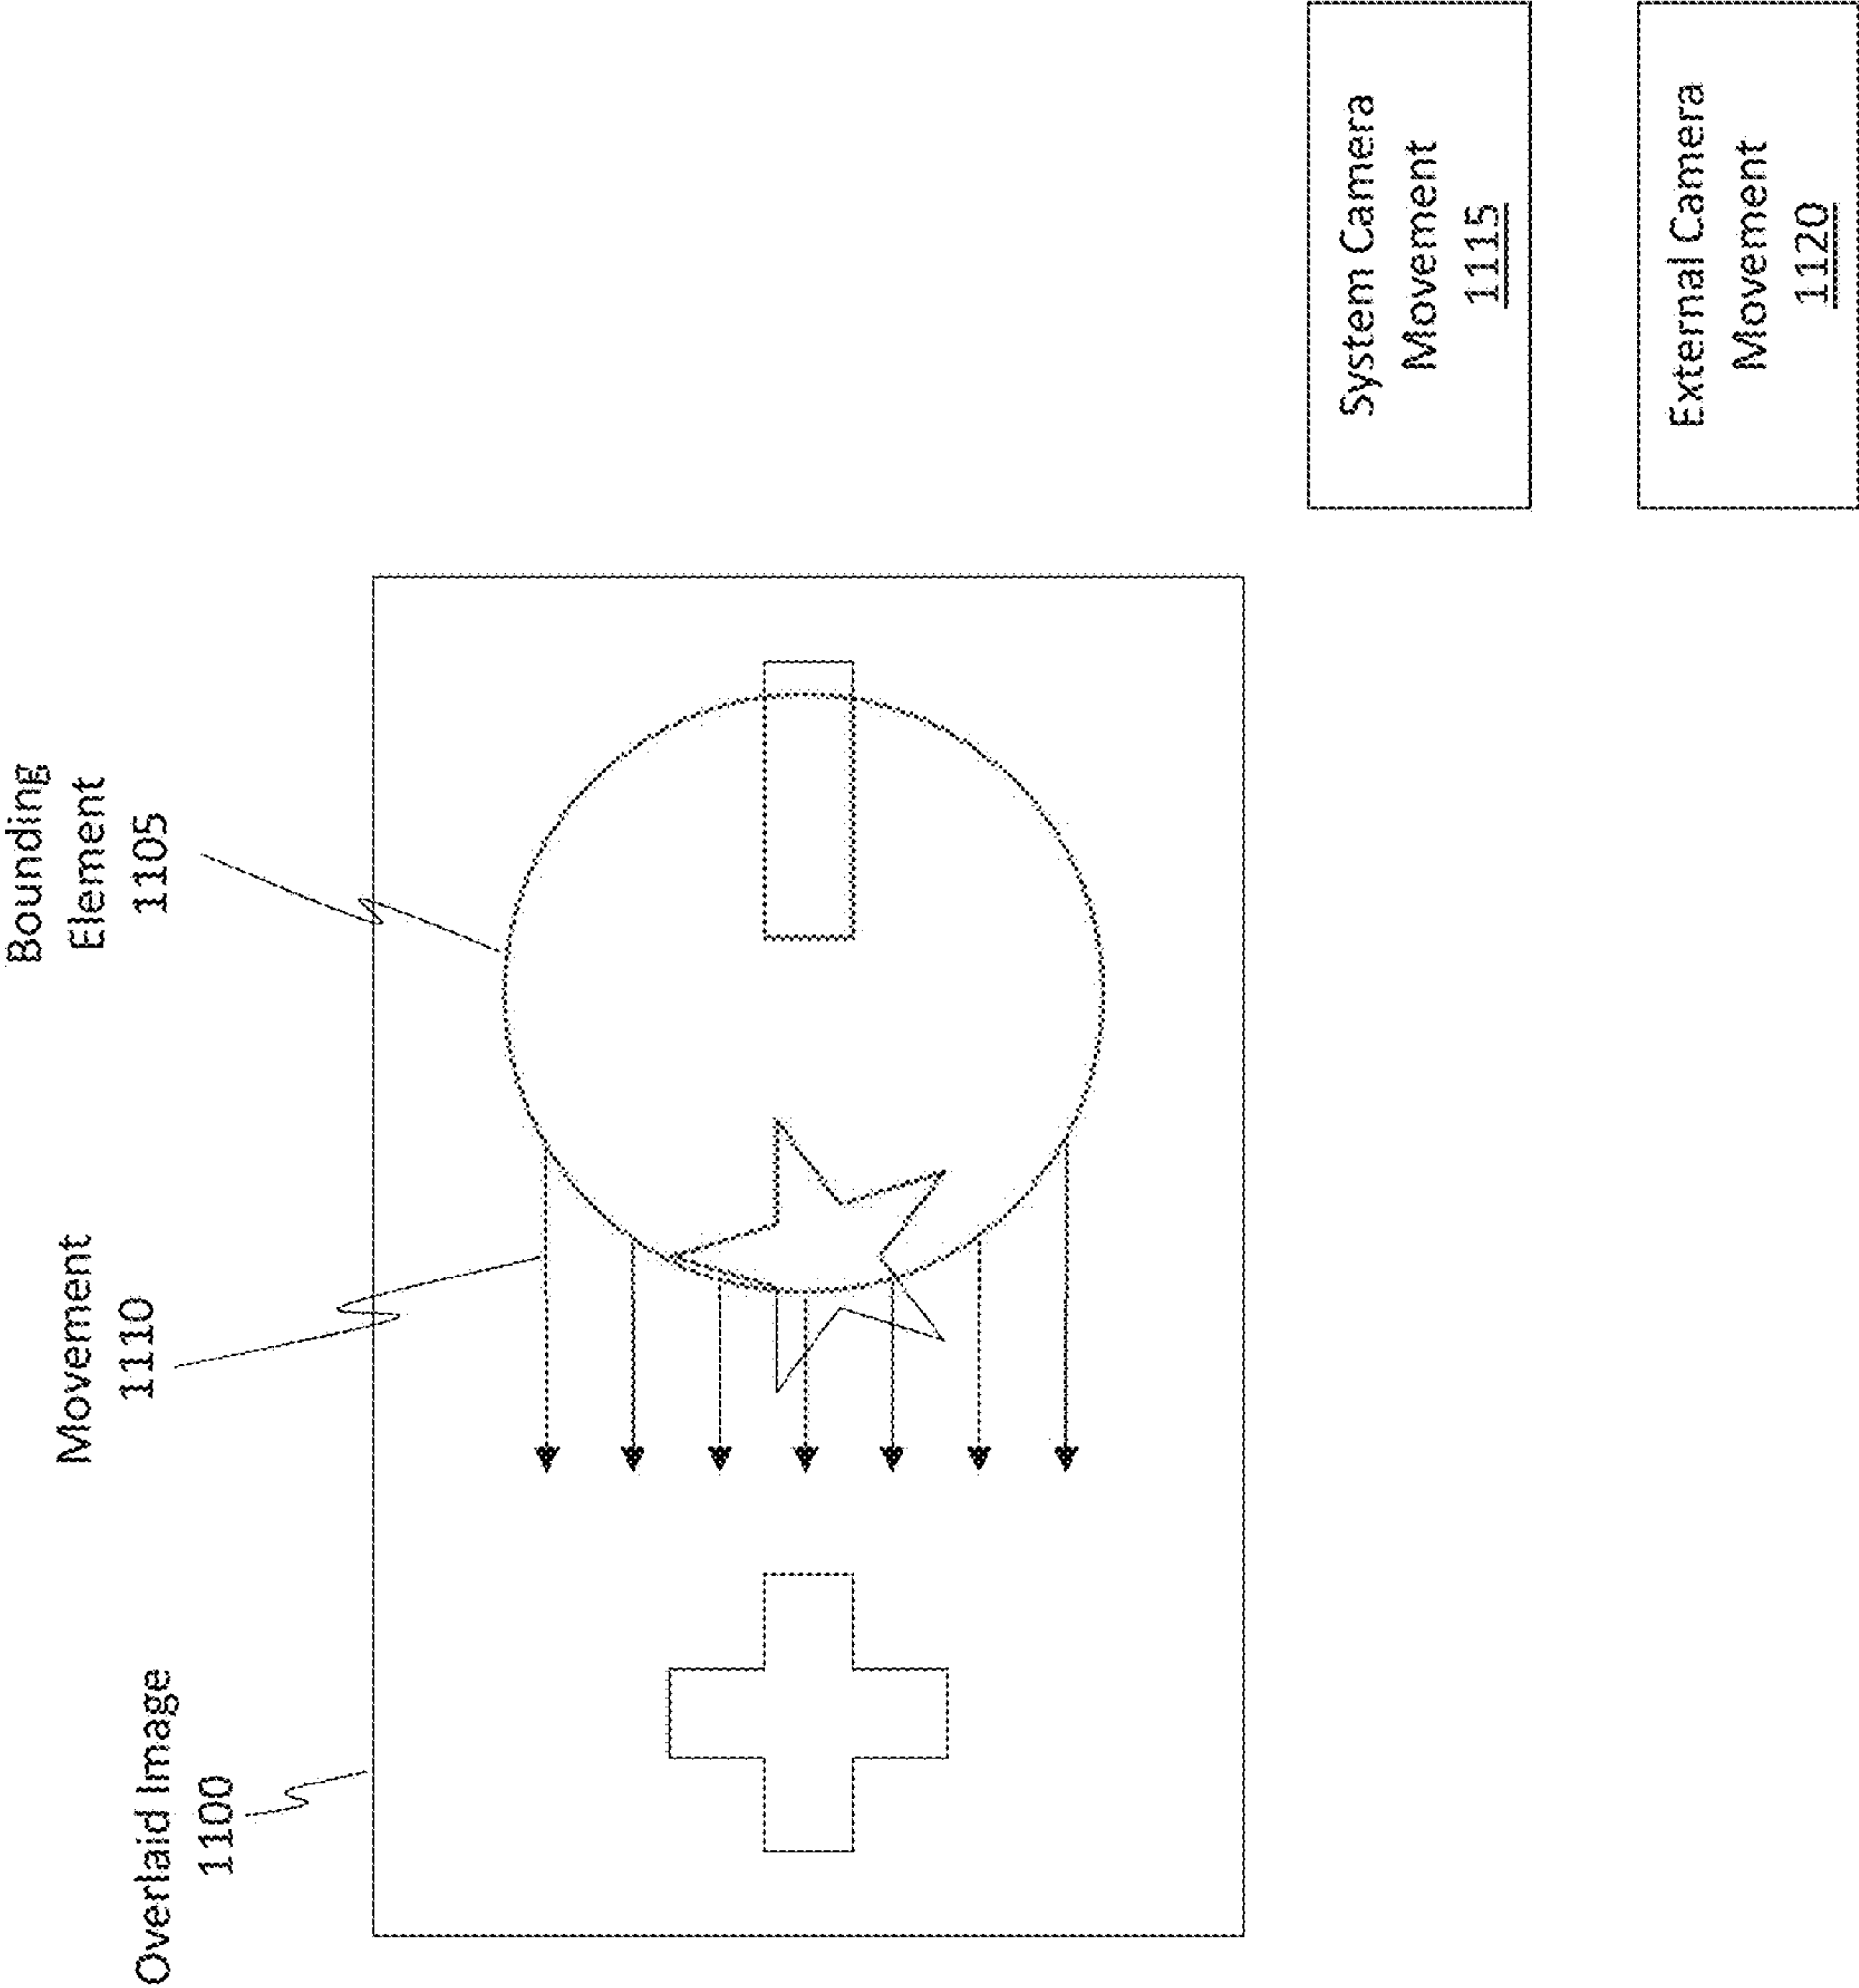 Overlaid Image
1100
Movement
1110
Bounding
Element
1105
System Camera
Movement
1115
External Camera
Movement
1120